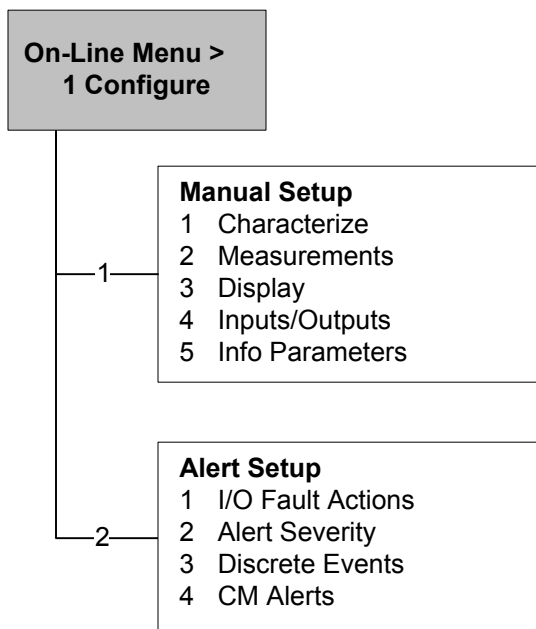 On-Line Menu >
1 Configure
1
Manual Setup
1 Characterize
2 Measurements
3 Display
4 Inputs/Outputs
5 Info Parameters
2
Alert Setup
1 I/O Fault Actions
2 Alert Severity
3 Discrete Events
4 CM Alerts